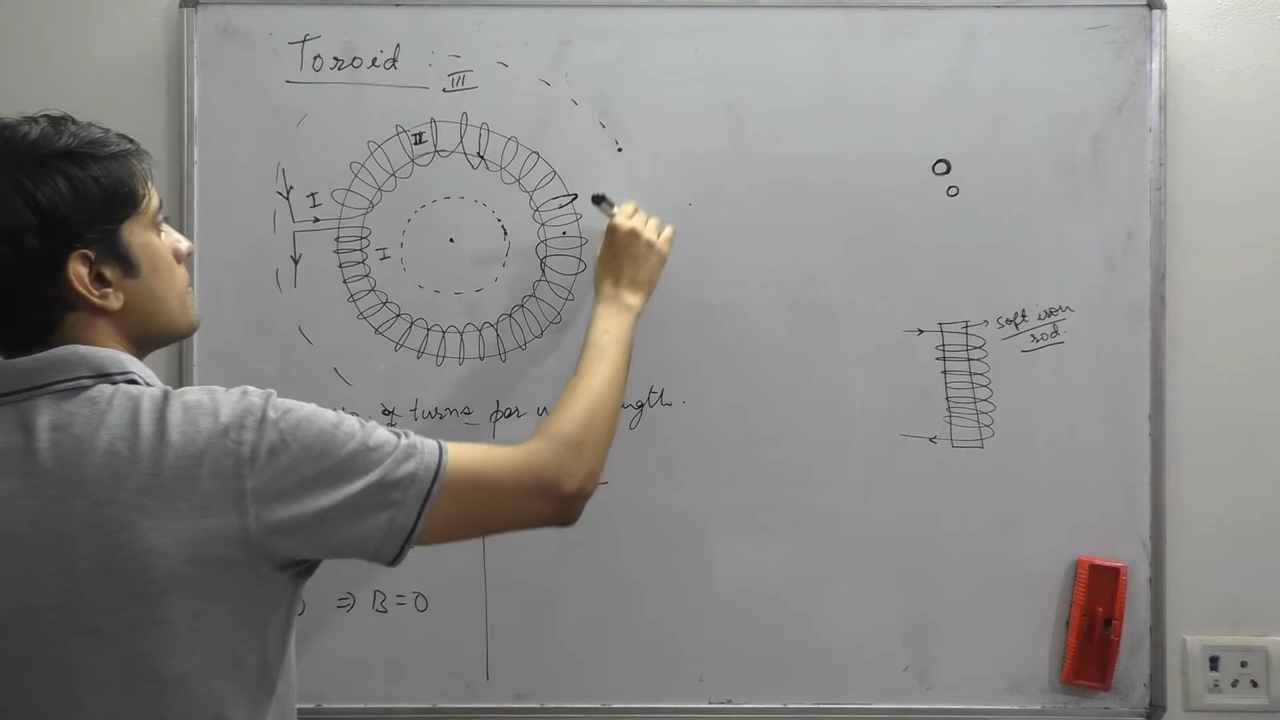 Toroid :-
III
II
I
I
soft iron
rod.
of turns per
⇒ B=0